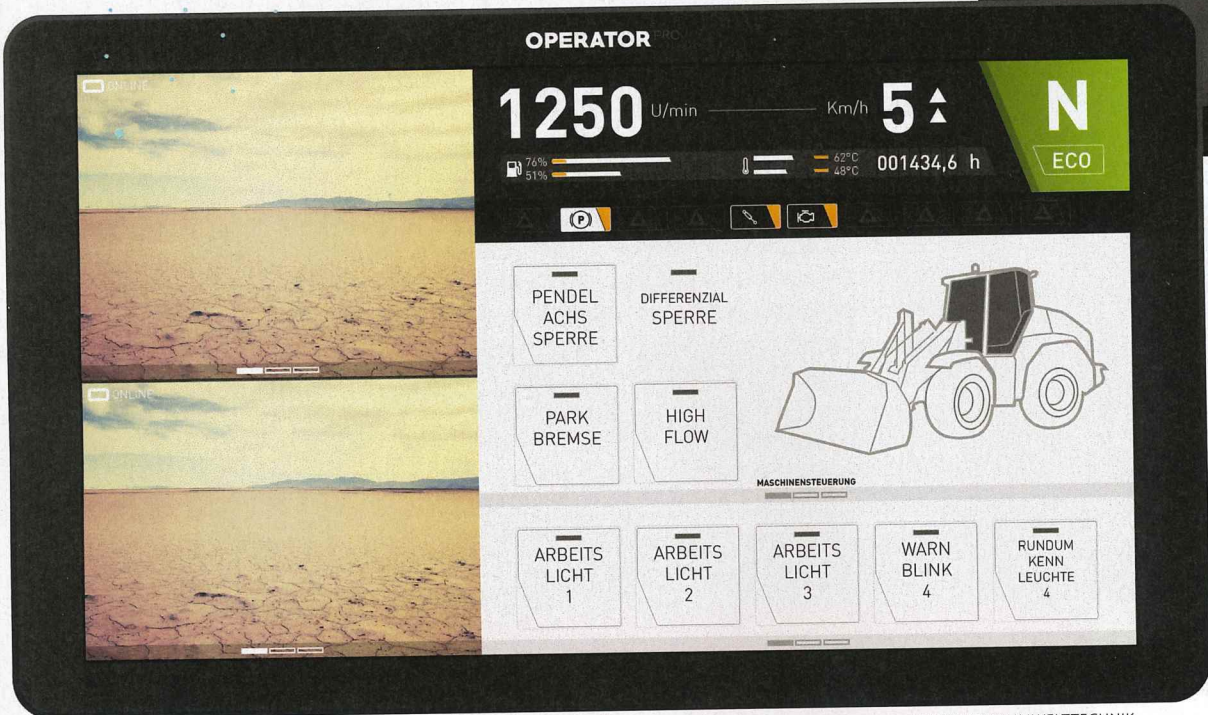 OPERATOR PRO
ONLINE
1250 U/min Km/h 5
N
ECO
76%
51%
62°C
48°C
001434,6 h
P
PENDEL
ACHS
SPERRE
DIFFERENZIAL
SPERRE
PARK
BREMSE
HIGH
FLOW
MASCHINENSTEUERUNG
ONLINE
ARBEITS
LICHT
1
ARBEITS
LICHT
2
ARBEITS
LICHT
3
WARN
BLINK
4
RUNDUM
KENN
LEUCHTE
4